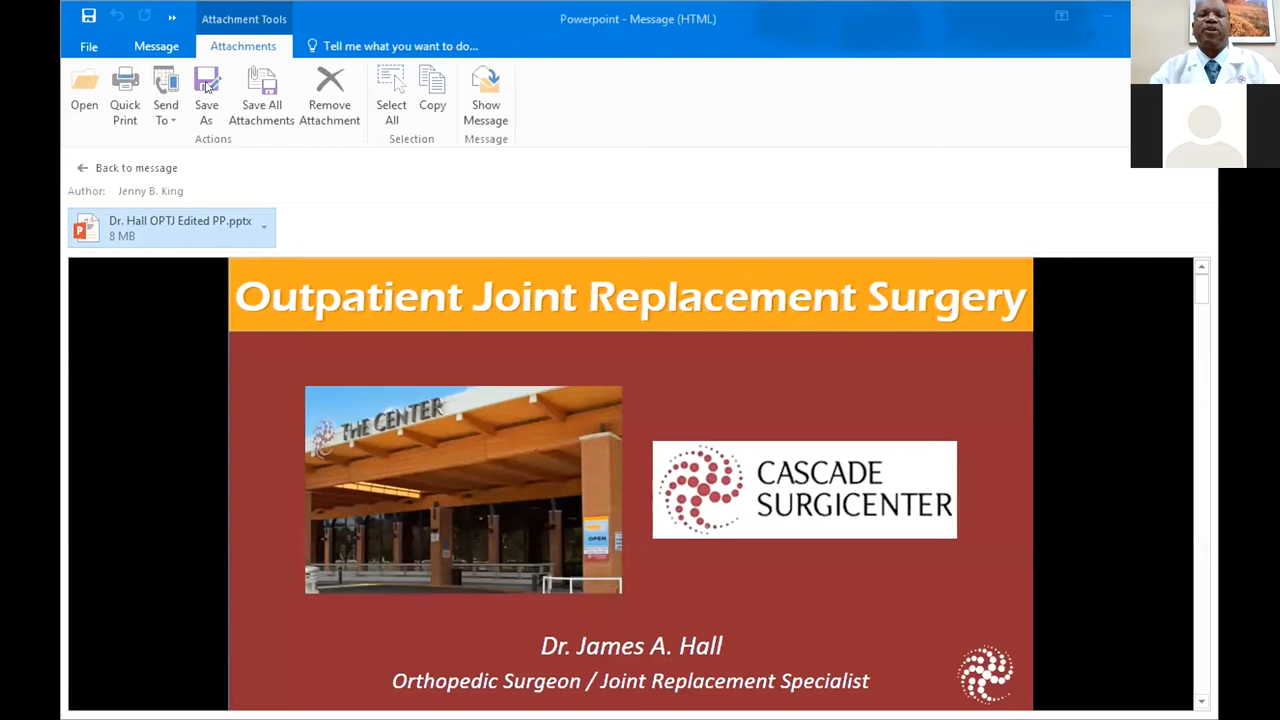 Attachment Tools
Powerpoint - Message (HTML)
File
Message
Attachments
Tell me what you want to do...
Open
Quick
Print
Send
To
Save
As
Save All
Attachments
Remove
Attachment
Select
All
Copy
Show
Message
Actions
Selection
Message
Back to message
Author: Jenny B. King
Dr. Hall OPTJ Edited PP.pptx
8 MB
Outpatient Joint Replacement Surgery
THE CENTER
OPEN
CASCADE
SURGICENTER
Dr. James A. Hall
Orthopedic Surgeon / Joint Replacement Specialist